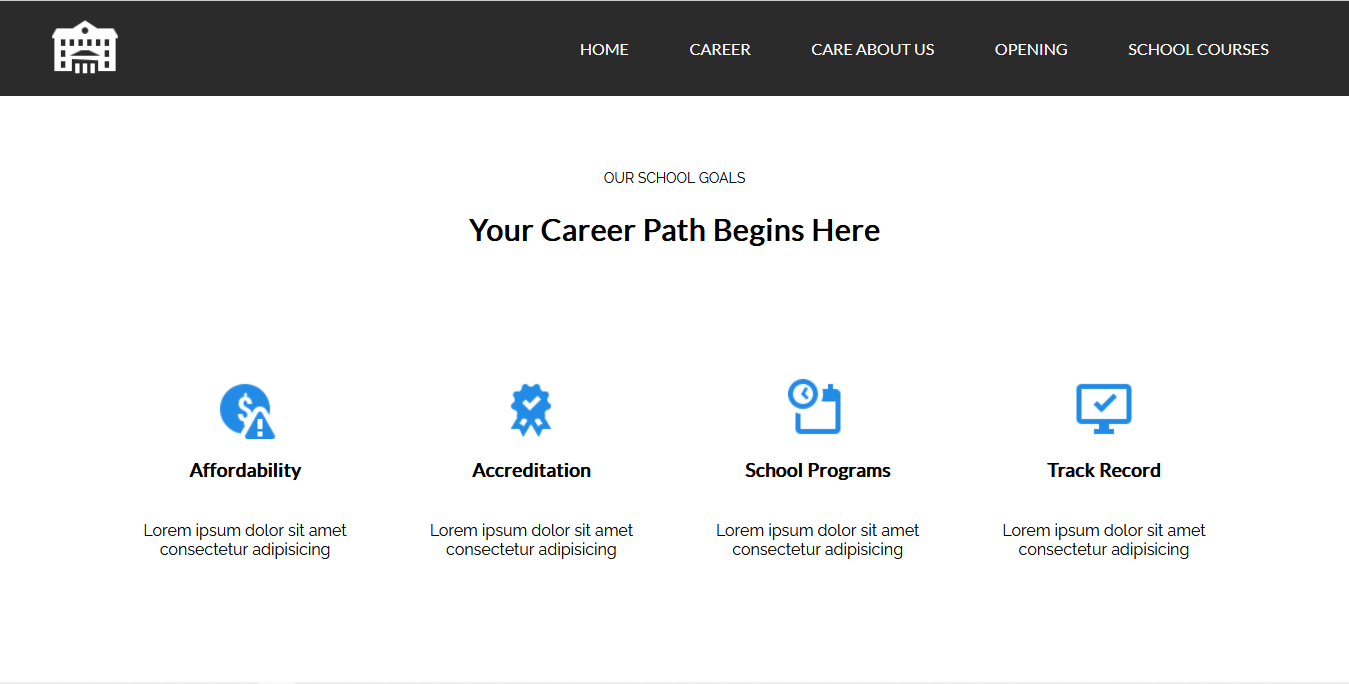 HOME CAREER CARE ABOUT US OPENING SCHOOL COURSES
OUR SCHOOL GOALS
Your Career Path Begins Here
Affordability
Lorem ipsum dolor sit amet
consectetur adipisicing
Accreditation
Lorem ipsum dolor sit amet
consectetur adipisicing
School Programs
Lorem ipsum dolor sit amet
consectetur adipisicing
Track Record
Lorem ipsum dolor sit amet
consectetur adipisicing